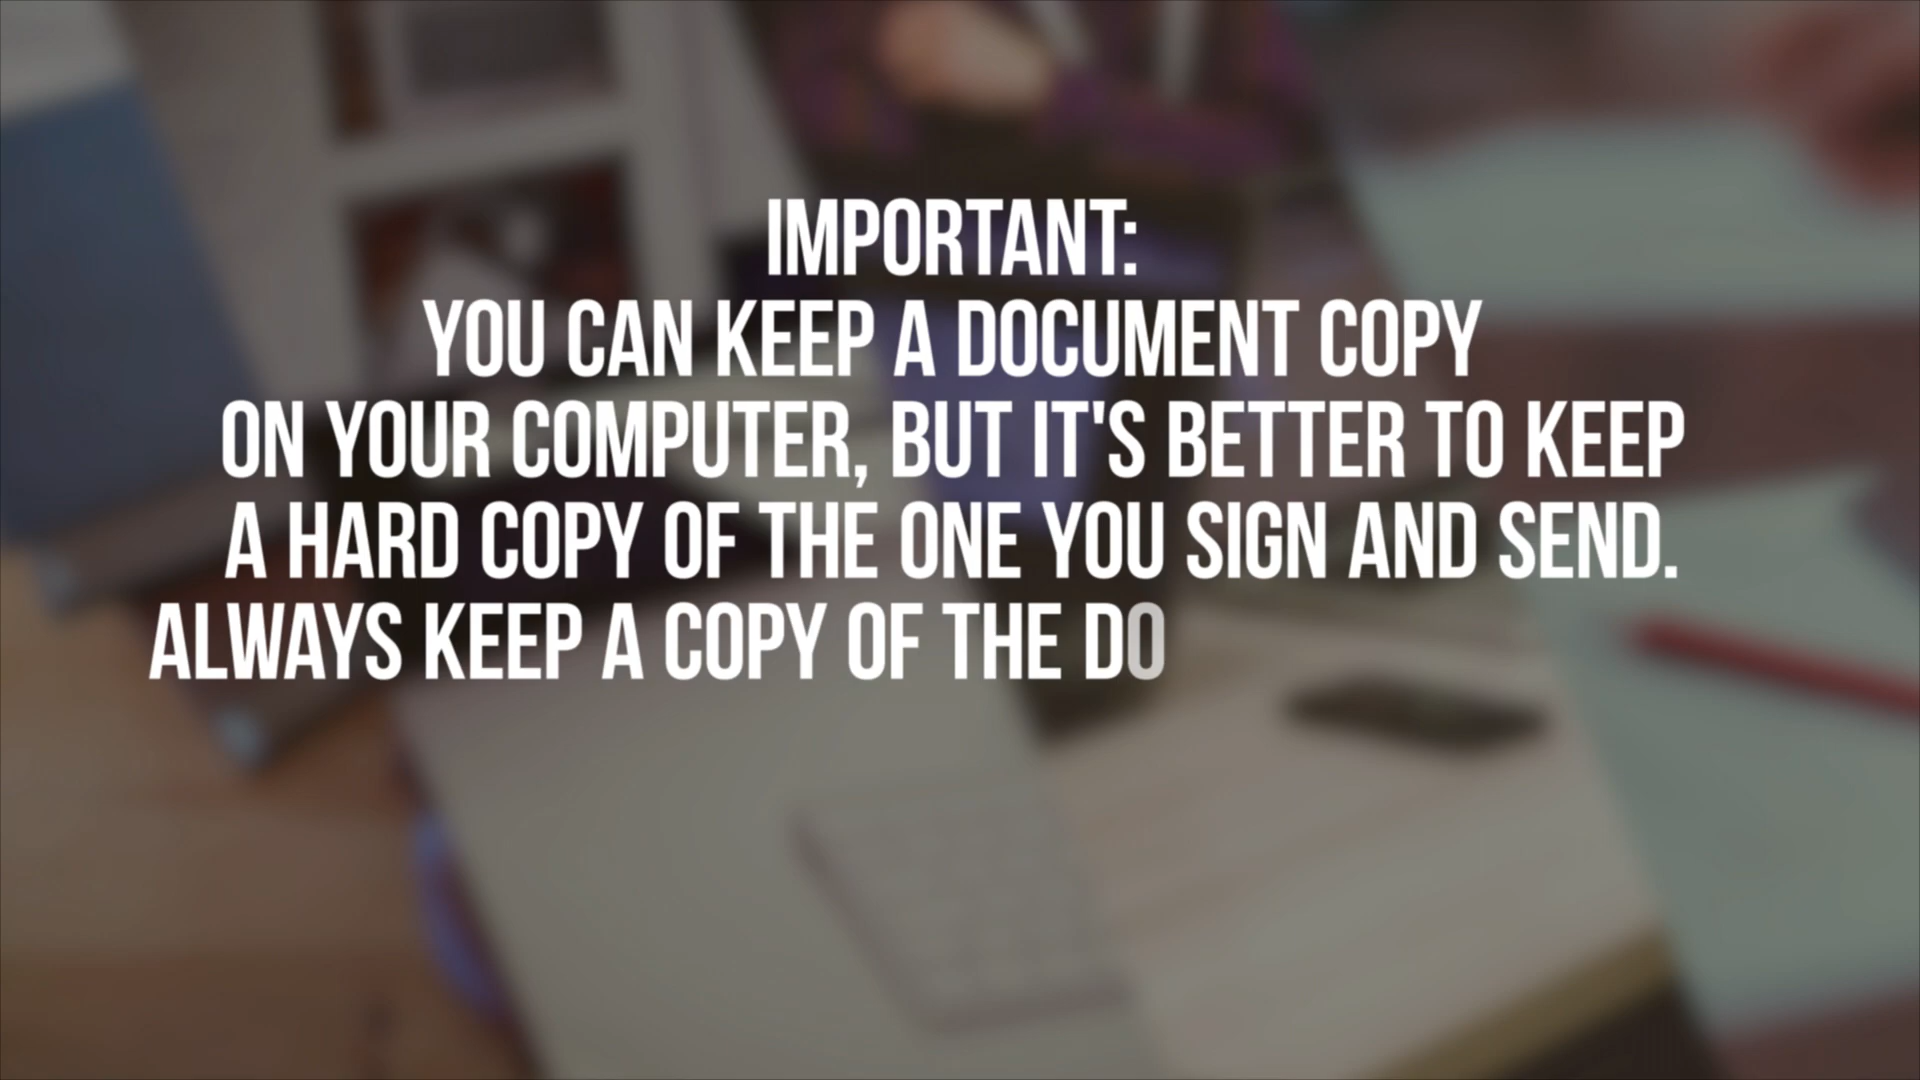 IMPORTANT:
YOU CAN KEEP A DOCUMENT COPY
ON YOUR COMPUTER, BUT IT'S BETTER TO KEEP
A HARD COPY OF THE ONE YOU SIGN AND SEND.
ALWAYS KEEP A COPY OF THE DO